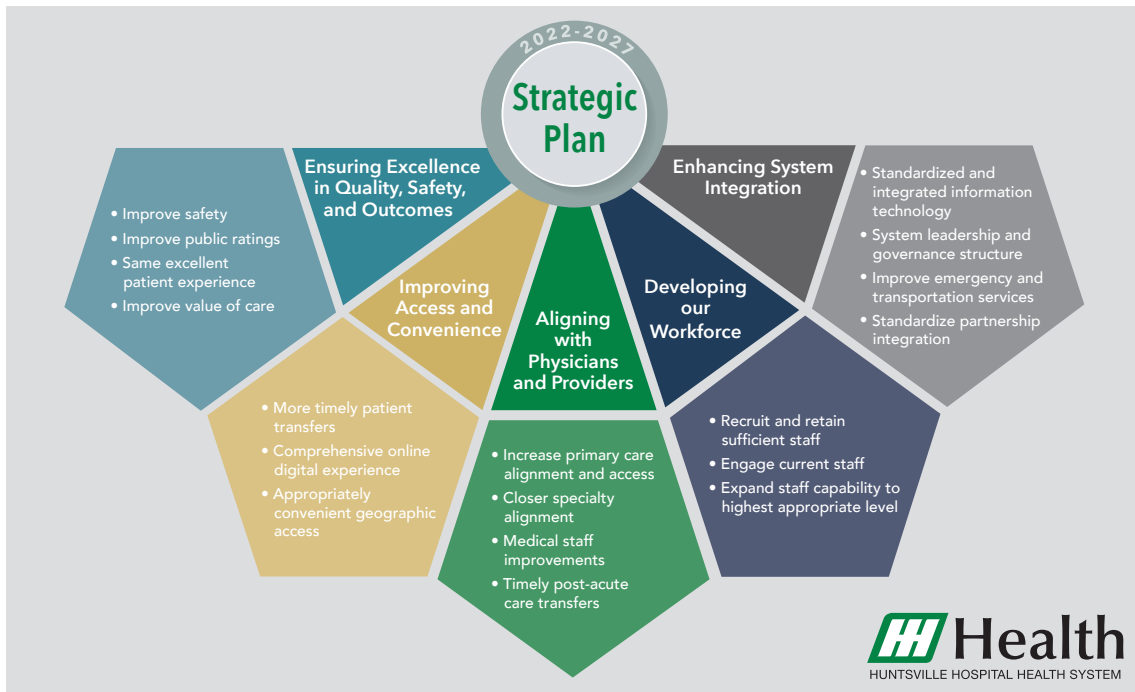 2022-2027
Strategic
Plan
Ensuring Excellence
in Quality, Safety,
and Outcomes
• Improve safety
• Improve public ratings
• Same excellent
patient experience
• Improve value of care
Improving
Access and
Convenience
• More timely patient
transfers
• Comprehensive online
digital experience
• Appropriately
convenient geographic
access
Aligning
with
Physicians
and Providers
• Increase primary care
alignment and access
• Closer specialty
alignment
• Medical staff
improvements
• Timely post-acute
care transfers
Developing
our
Workforce
• Recruit and retain
sufficient staff
• Engage current staff
• Expand staff capability to
highest appropriate level
Enhancing System
Integration
• Standardized and
integrated information
technology
• System leadership and
governance structure
• Improve emergency and
transportation services
• Standardize partnership
integration
HH Health
HUNTSVILLE HOSPITAL HEALTH SYSTEM